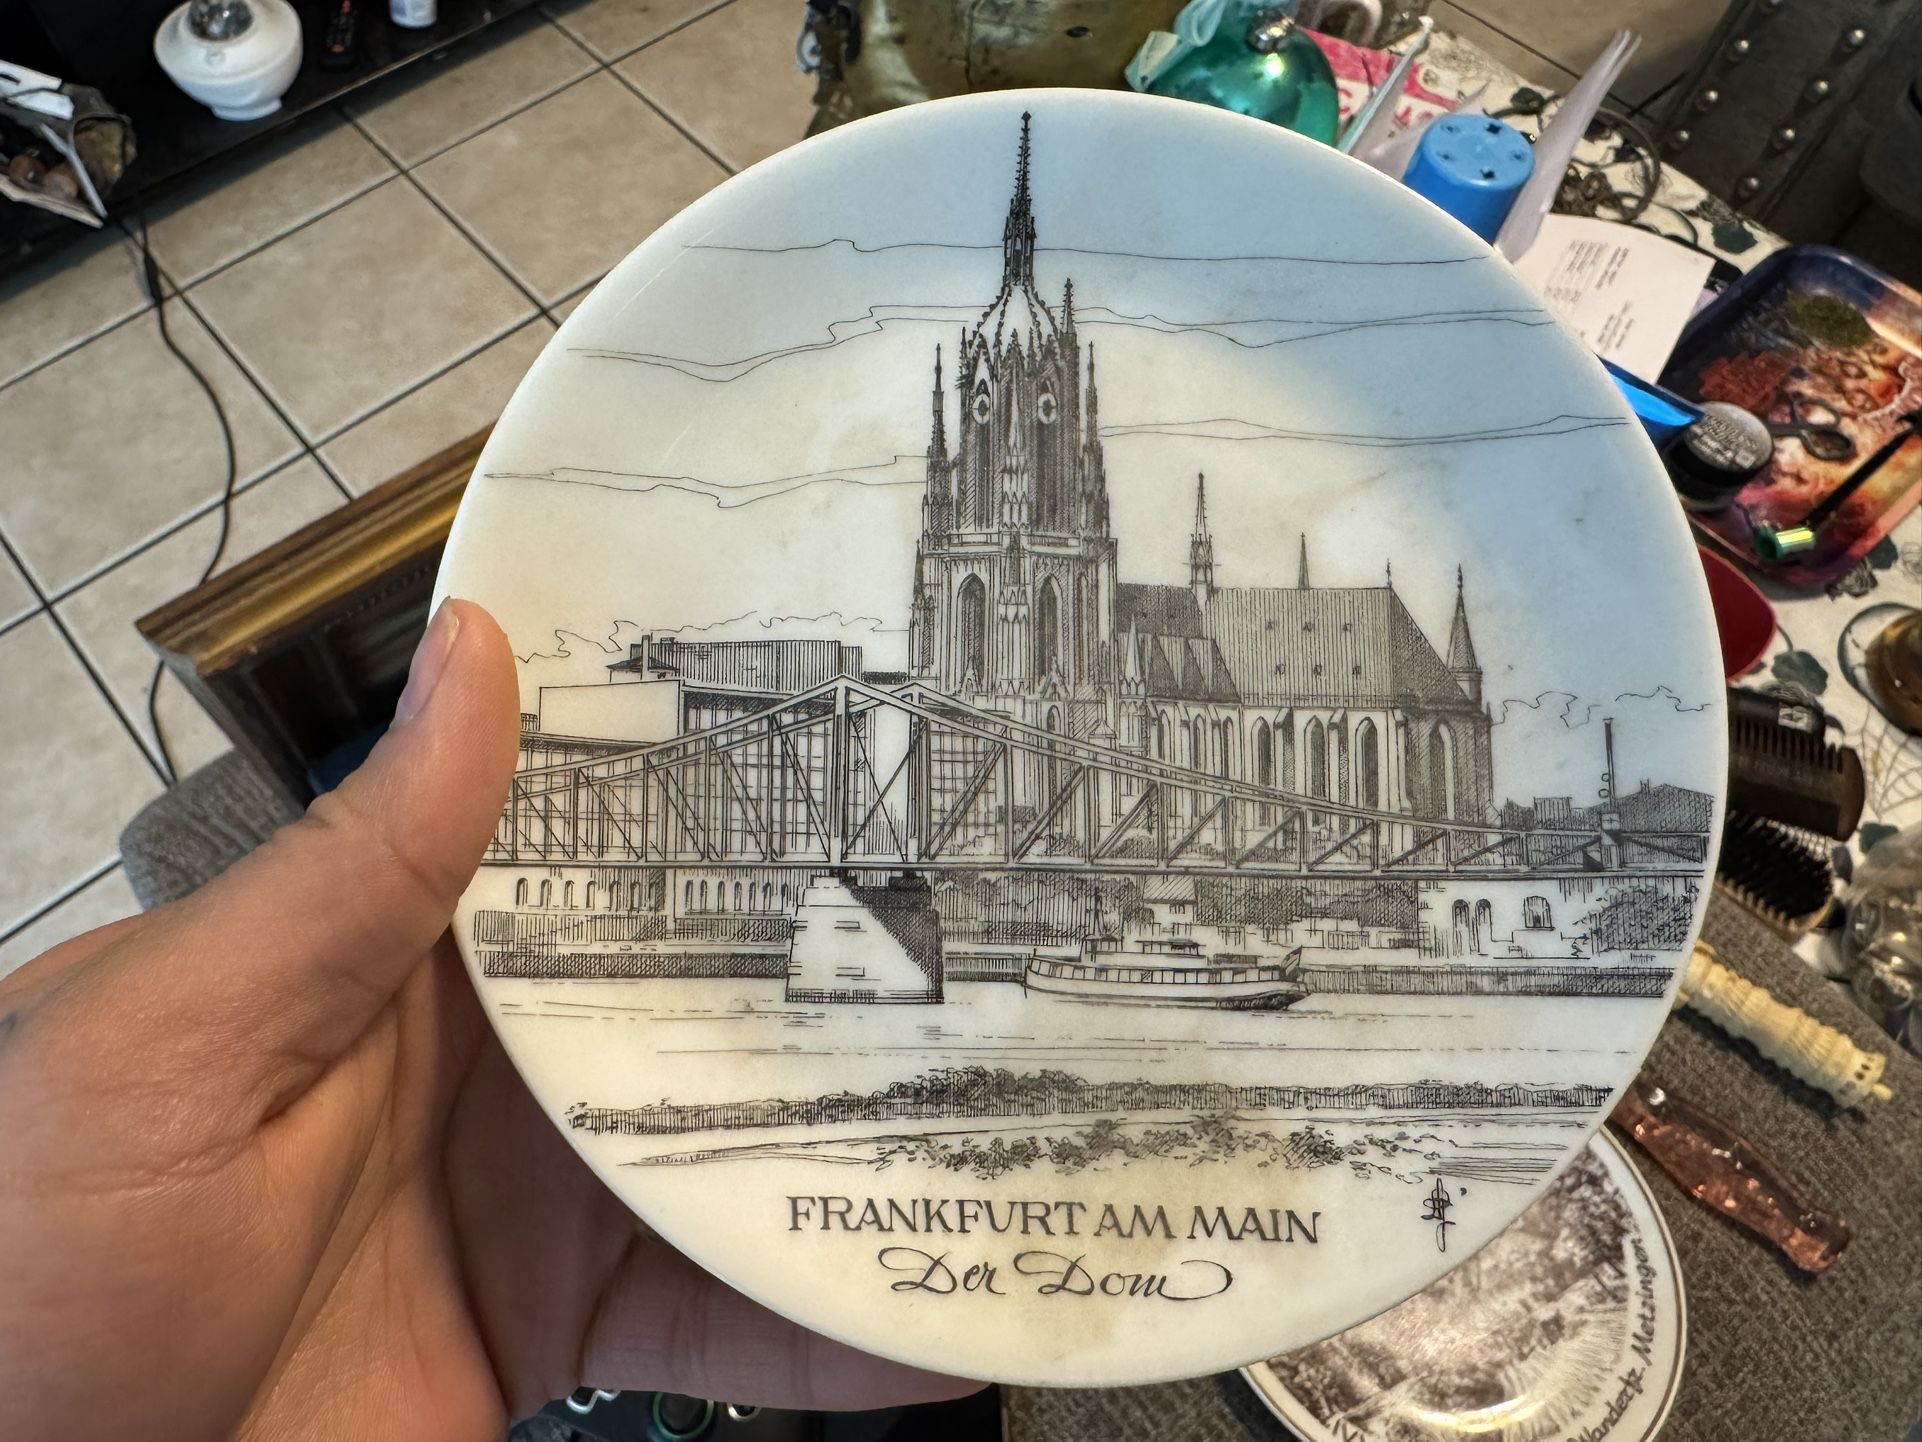 FRANKFURT AM MAIN
Der Dom
Metzingen